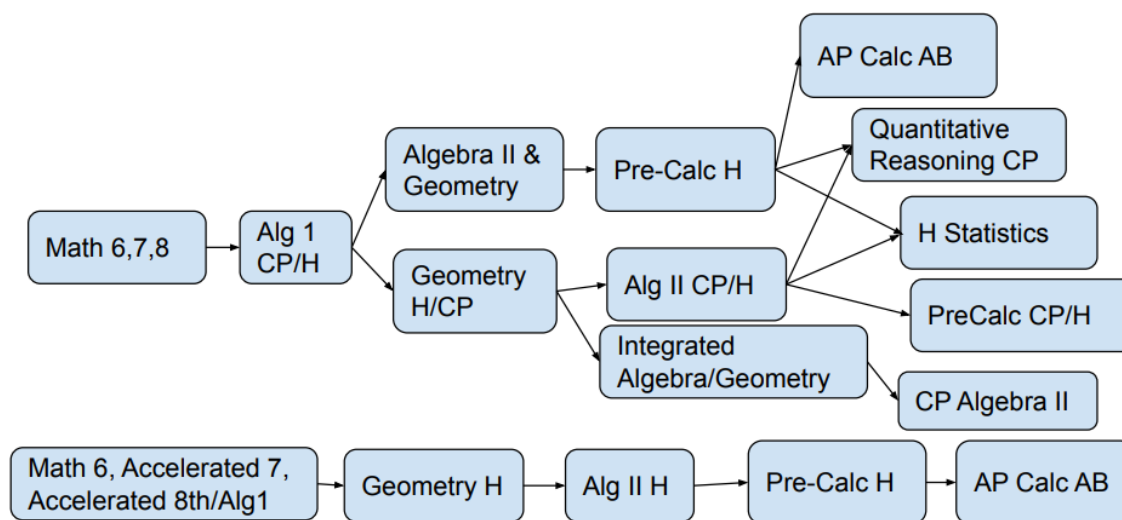 AP Calc AB
Quantitative
Reasoning CP
Algebra II &
Geometry
Pre-Calc H
Math 6,7,8
Alg 1
CP/H
H Statistics
Geometry
H/CP
Alg II CP/H
PreCalc CP/H
Integrated
Algebra/Geometry
CP Algebra II
Math 6, Accelerated 7,
Accelerated 8th/Alg1
Geometry H
Alg II H
Pre-Calc H
AP Calc AB